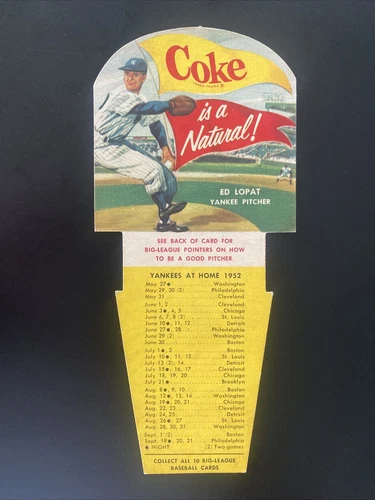 Coke
TRADE-MARK ®
is a
Natural!
ED LOPAT
YANKEE PITCHER
SEE BACK OF CARD FOR
BIG-LEAGUE POINTERS ON HOW
TO BE A GOOD PITCHER
YANKEES AT HOME 1952
May 27●..........Washington
May 29, 30 (2)..........Philadelphia
May 31..........Cleveland
June 1, 2..........Cleveland
June 3●, 4, 5..........Chicago
June 6, 7, 8 (2)..........St. Louis
June 10●, 11, 12..........Detroit
June 27●, 28..........Philadelphia
June 29 (2)..........Washington
June 30..........Boston
July 1●, 2..........Boston
July 10●, 11, 12..........St. Louis
July 13 (2), 14..........Detroit
July 15●, 16, 17..........Cleveland
July 18, 19, 20..........Chicago
July 21●..........Brooklyn
Aug. 8●, 9, 10..........Boston
Aug. 12●, 13, 14..........Washington
Aug. 19●, 20, 21..........Chicago
Aug. 22, 23..........Cleveland
Aug. 24, 25..........Detroit
Aug. 26●, 27..........St. Louis
Aug. 28, 30, 31..........Washington
Sept. 1 (2)..........Boston
Sept. 19●, 20, 21..........Philadelphia
● NIGHT (2) Two games
COLLECT ALL 10 BIG-LEAGUE
BASEBALL CARDS